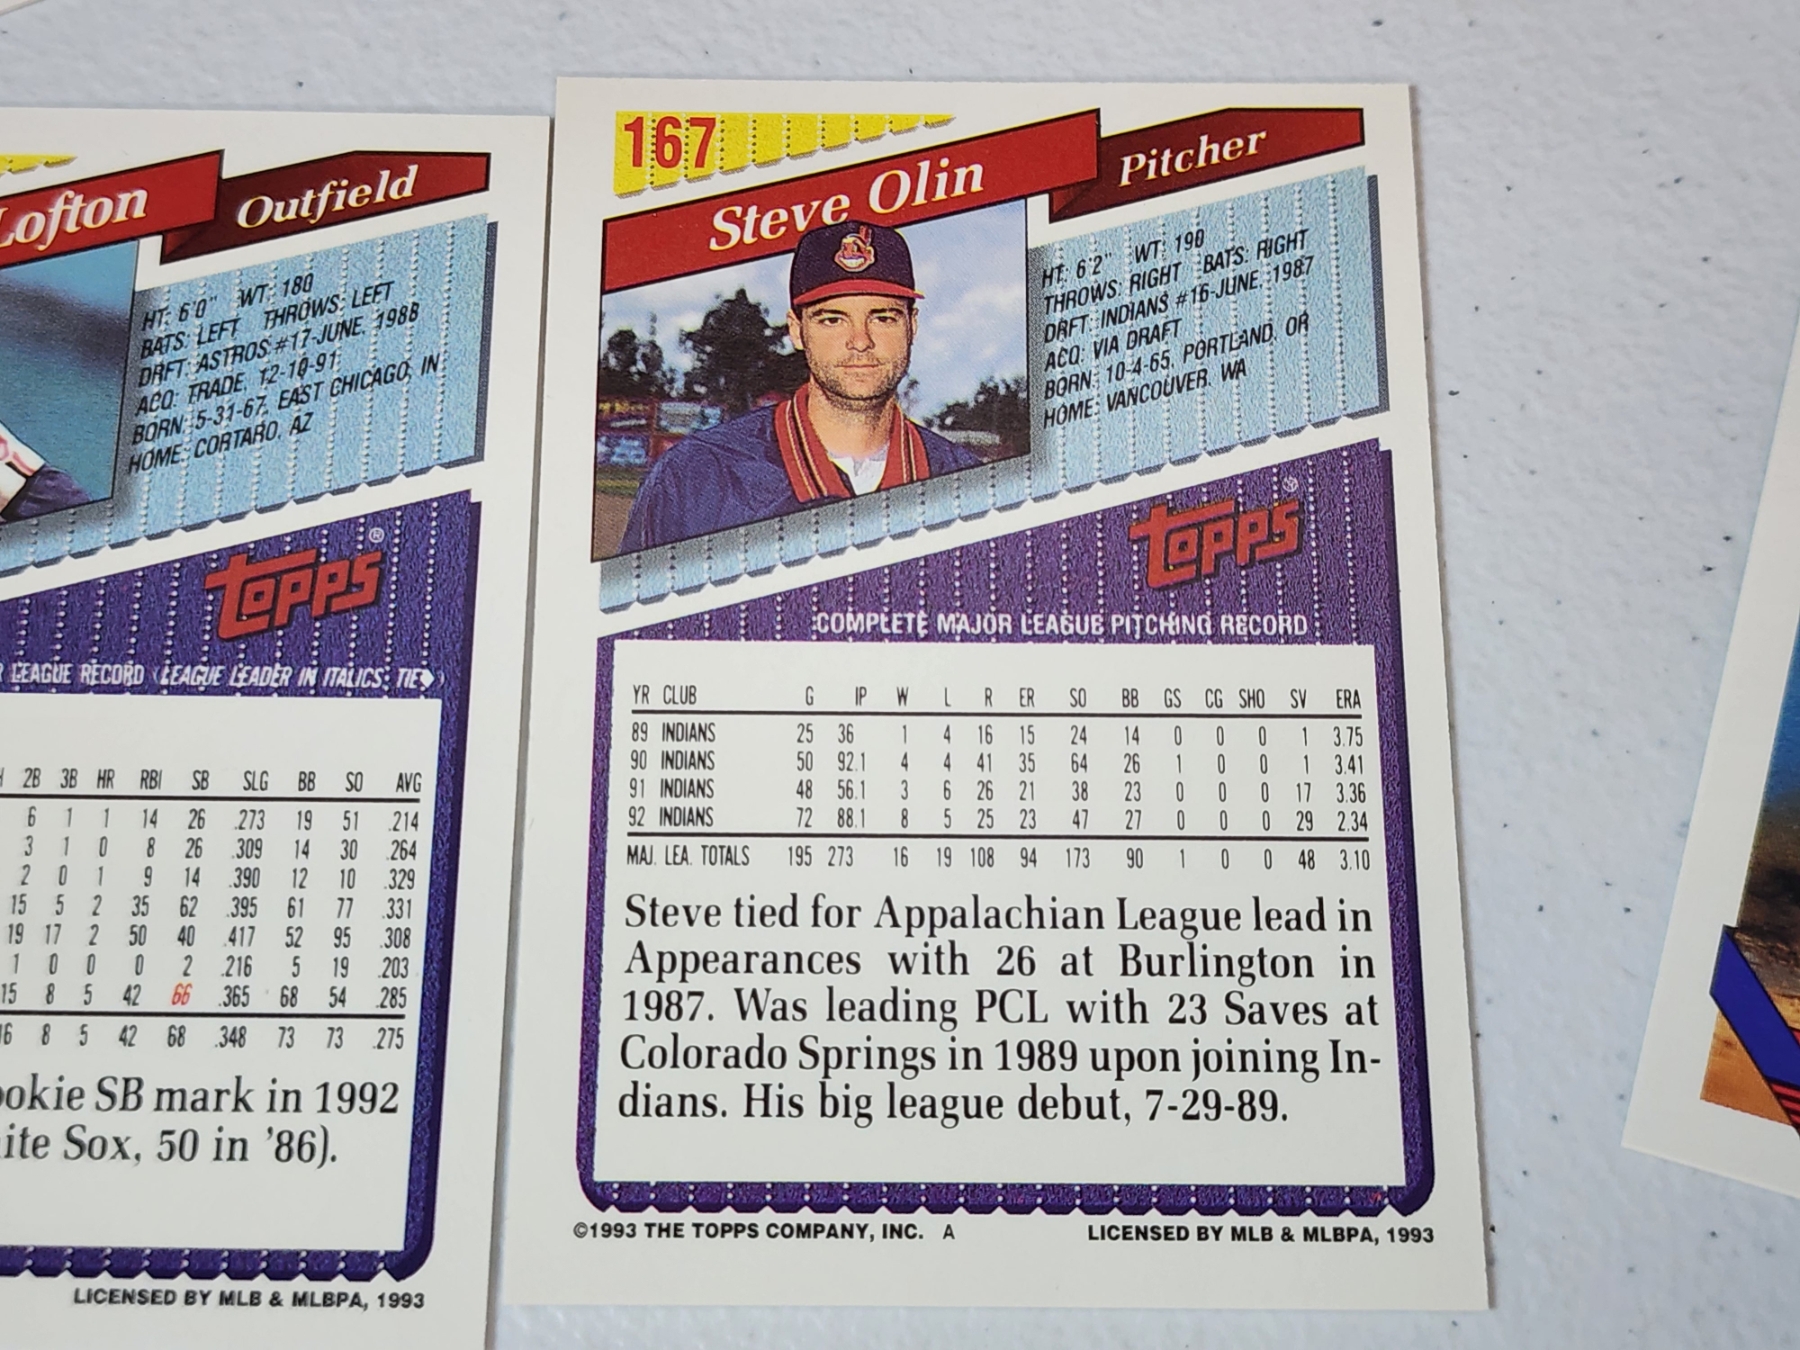 Lofton
Outfield
HT: 6'0" WT: 180
BATS: LEFT THROWS: LEFT
DRFT: ASTROS #17-JUNE, 1988
ACQ: TRADE, 12-10-91
BORN: 5-31-67, EAST CHICAGO, IN
HOME: CORTARO, AZ
TOPPS®
LEAGUE RECORD (LEAGUE LEADER IN ITALICS, TIE◆)
2B 3B HR RBI SB SLG BB SO AVG
6 1 1 14 26 .273 19 51 .214
3 1 0 8 26 .309 14 30 .264
2 0 1 9 14 .390 12 10 .329
15 5 2 35 62 .395 61 77 .331
19 17 2 50 40 .417 52 95 .308
1 0 0 0 2 .216 5 19 .203
15 8 5 42 66 .365 68 54 .285
8 5 42 68 .348 73 73 .275
ookie SB mark in 1992
ite Sox, 50 in '86).
LICENSED BY MLB & MLBPA, 1993
167
Steve Olin
Pitcher
HT: 6'2" WT: 190
THROWS: RIGHT BATS: RIGHT
DRFT: INDIANS #16-JUNE, 1987
ACQ: VIA DRAFT
BORN: 10-4-65, PORTLAND, OR
HOME: VANCOUVER, WA
TOPPS®
COMPLETE MAJOR LEAGUE PITCHING RECORD
YR CLUB G IP W L R ER SO BB GS CG SHO SV ERA
89 INDIANS 25 36 1 4 16 15 24 14 0 0 0 1 3.75
90 INDIANS 50 92.1 4 4 41 35 64 26 1 0 0 1 3.41
91 INDIANS 48 56.1 3 6 26 21 38 23 0 0 0 17 3.36
92 INDIANS 72 88.1 8 5 25 23 47 27 0 0 0 29 2.34
MAJ. LEA. TOTALS 195 273 16 19 108 94 173 90 1 0 0 48 3.10
Steve tied for Appalachian League lead in
Appearances with 26 at Burlington in
1987. Was leading PCL with 23 Saves at
Colorado Springs in 1989 upon joining In-
dians. His big league debut, 7-29-89.
©1993 THE TOPPS COMPANY, INC. A
LICENSED BY MLB & MLBPA, 1993